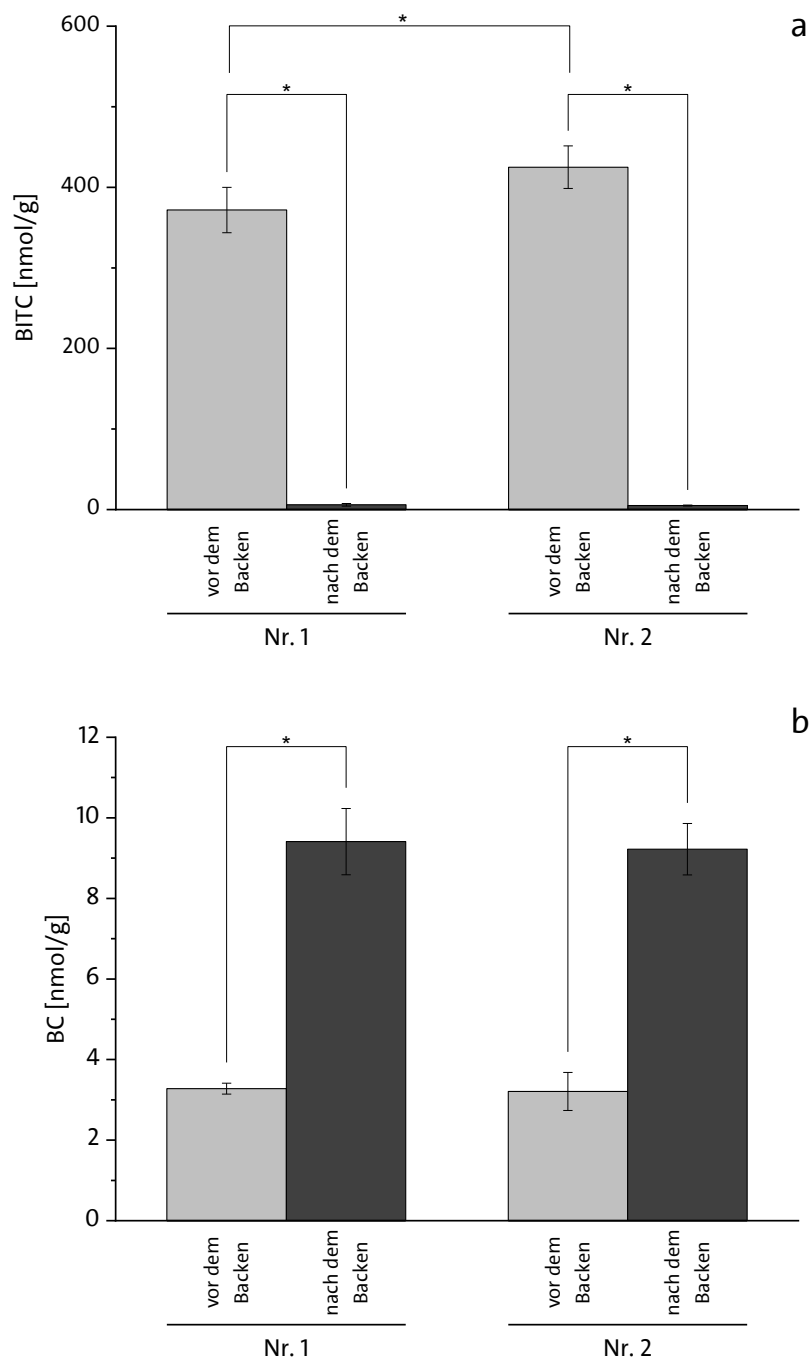 a
*
*
*
600
400
200
0
BITC [nmol/g]
vor dem
Backen
nach dem
Backen
vor dem
Backen
nach dem
Backen
Nr. 1
Nr. 2
b
*
*
12
10
8
6
4
2
0
BC [nmol/g]
vor dem
Backen
nach dem
Backen
vor dem
Backen
nach dem
Backen
Nr. 1
Nr. 2